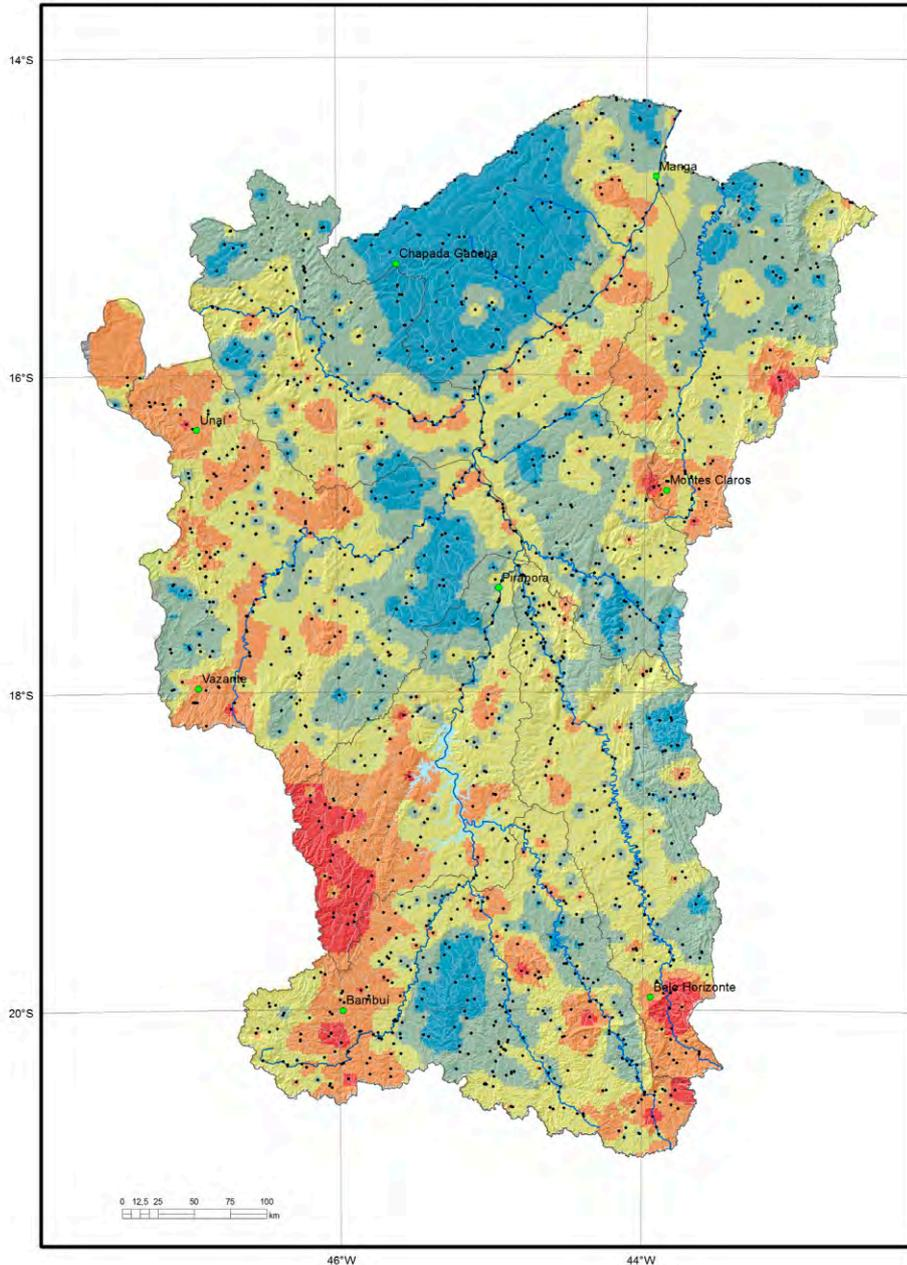 14°S
Manga
Chapada Gaúcha
16°S
Unaí
Montes Claros
Pirapora
18°S
Vazante
Belo Horizonte
20°S
Bambuí
0 12,5 25 50 75 100
km
46°W 44°W